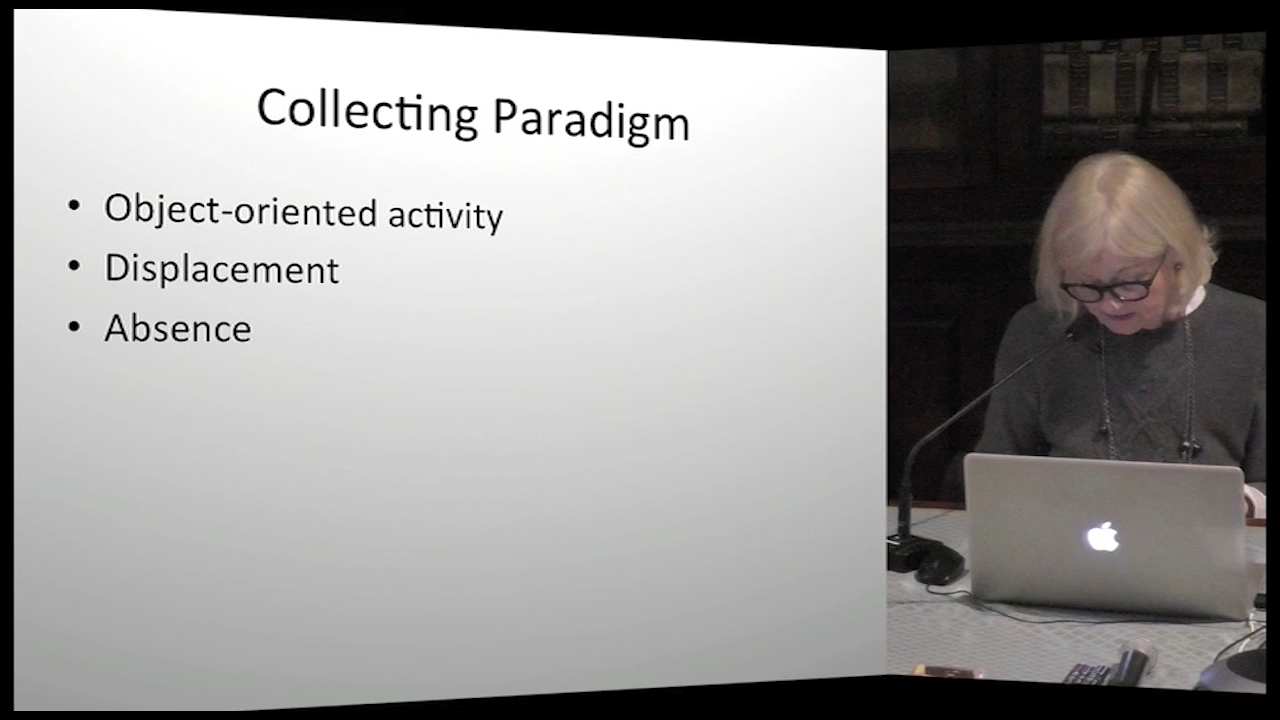 Collecting Paradigm
• Object-oriented activity
• Displacement
• Absence